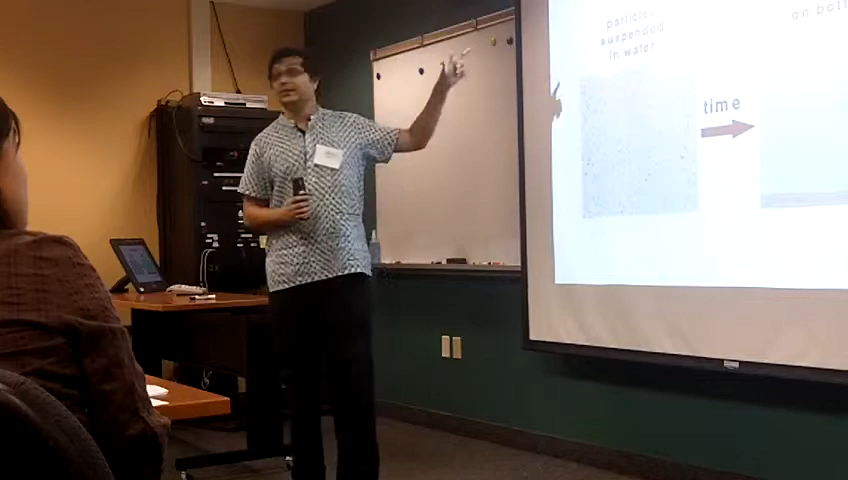 particles
suspended
in water
on bott
time